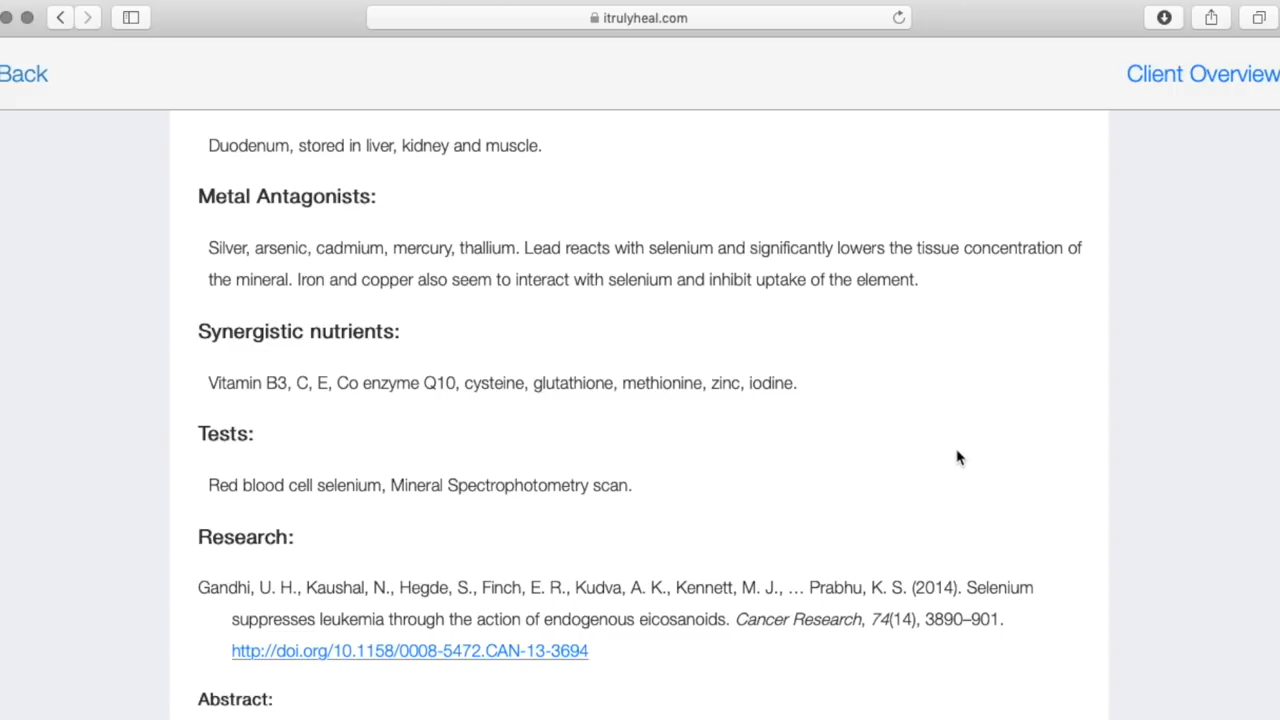 itrulyheal.com
Back
Client Overview
Duodenum, stored in liver, kidney and muscle.
Metal Antagonists:
Silver, arsenic, cadmium, mercury, thallium. Lead reacts with selenium and significantly lowers the tissue concentration of
the mineral. Iron and copper also seem to interact with selenium and inhibit uptake of the element.
Synergistic nutrients:
Vitamin B3, C, E, Co enzyme Q10, cysteine, glutathione, methionine, zinc, iodine.
Tests:
Red blood cell selenium, Mineral Spectrophotometry scan.
Research:
Gandhi, U. H., Kaushal, N., Hegde, S., Finch, E. R., Kudva, A. K., Kennett, M. J., … Prabhu, K. S. (2014). Selenium
suppresses leukemia through the action of endogenous eicosanoids. Cancer Research, 74(14), 3890–901.
http://doi.org/10.1158/0008-5472.CAN-13-3694
Abstract: